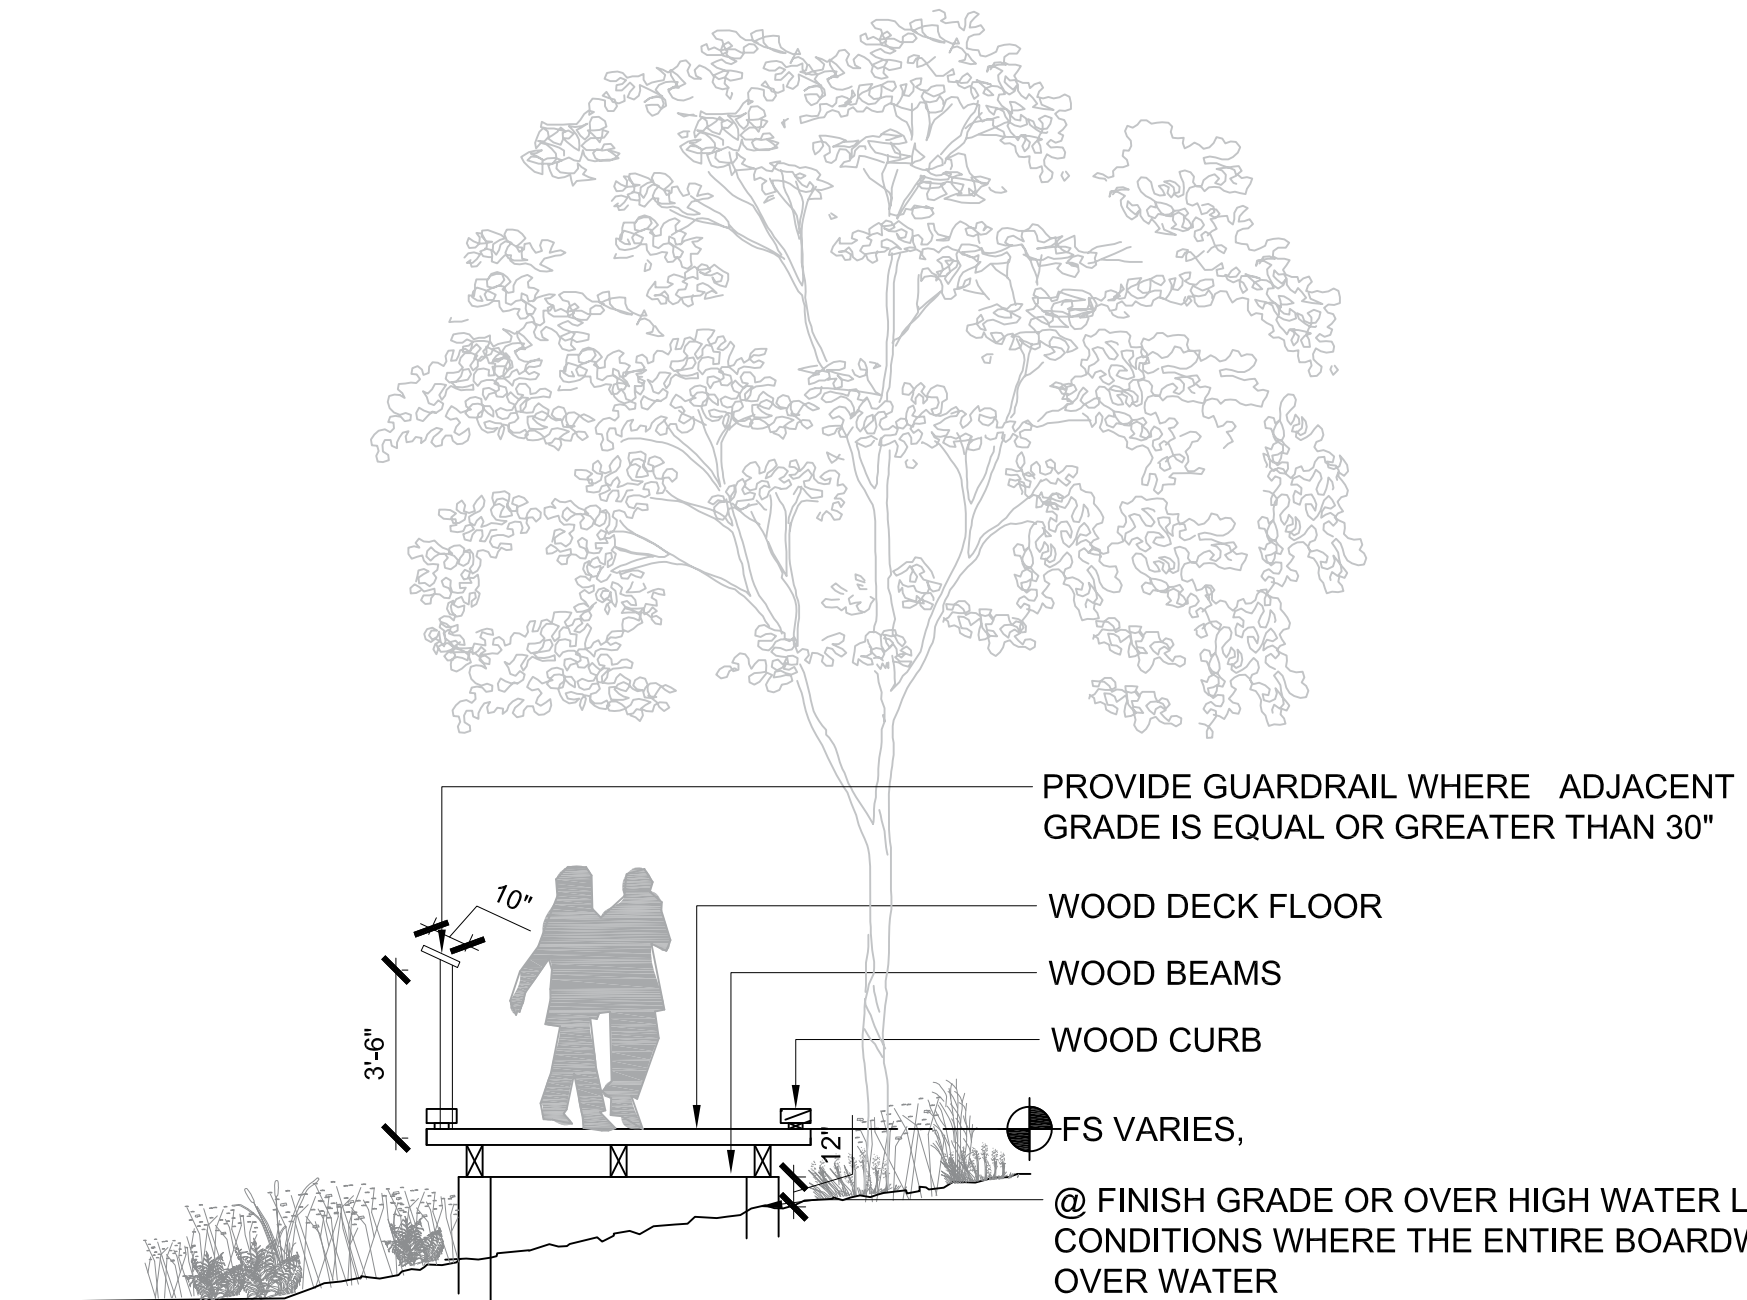 PROVIDE GUARDRAIL WHERE ADJACENT
GRADE IS EQUAL OR GREATER THAN 30"
10"
WOOD DECK FLOOR
WOOD BEAMS
3'-6"
WOOD CURB
FS VARIES,
12"
@ FINISH GRADE OR OVER HIGH WATER
CONDITIONS WHERE THE ENTIRE
OVER WATER